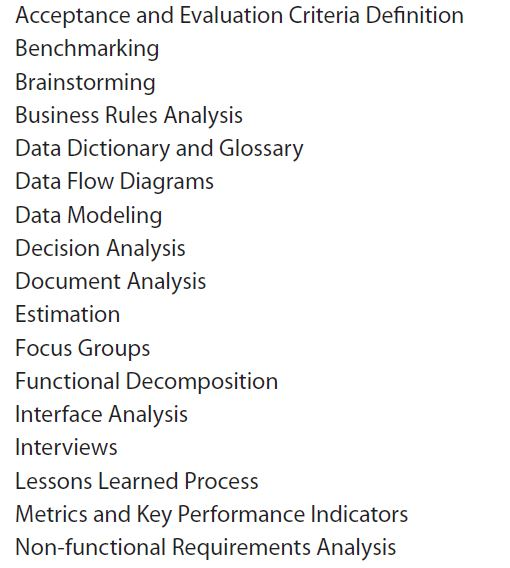 Acceptance and Evaluation Criteria Definition
Benchmarking
Brainstorming
Business Rules Analysis
Data Dictionary and Glossary
Data Flow Diagrams
Data Modeling
Decision Analysis
Document Analysis
Estimation
Focus Groups
Functional Decomposition
Interface Analysis
Interviews
Lessons Learned Process
Metrics and Key Performance Indicators
Non-functional Requirements Analysis